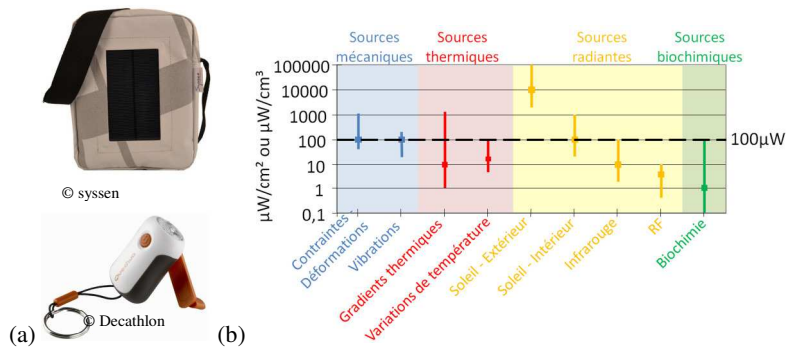 © syssen
© Decathlon
(a)
(b)
Sources mécaniques
Sources thermiques
Sources radiantes
Sources biochimiques
µW/cm² ou µW/cm³
100000
10000
1000
100
10
1
0,1
100µW
Contraintes/
Déformations
Vibrations
Gradients thermiques
Variations de température
Soleil - Extérieur
Soleil - Intérieur
Infrarouge
RF
Biochimie